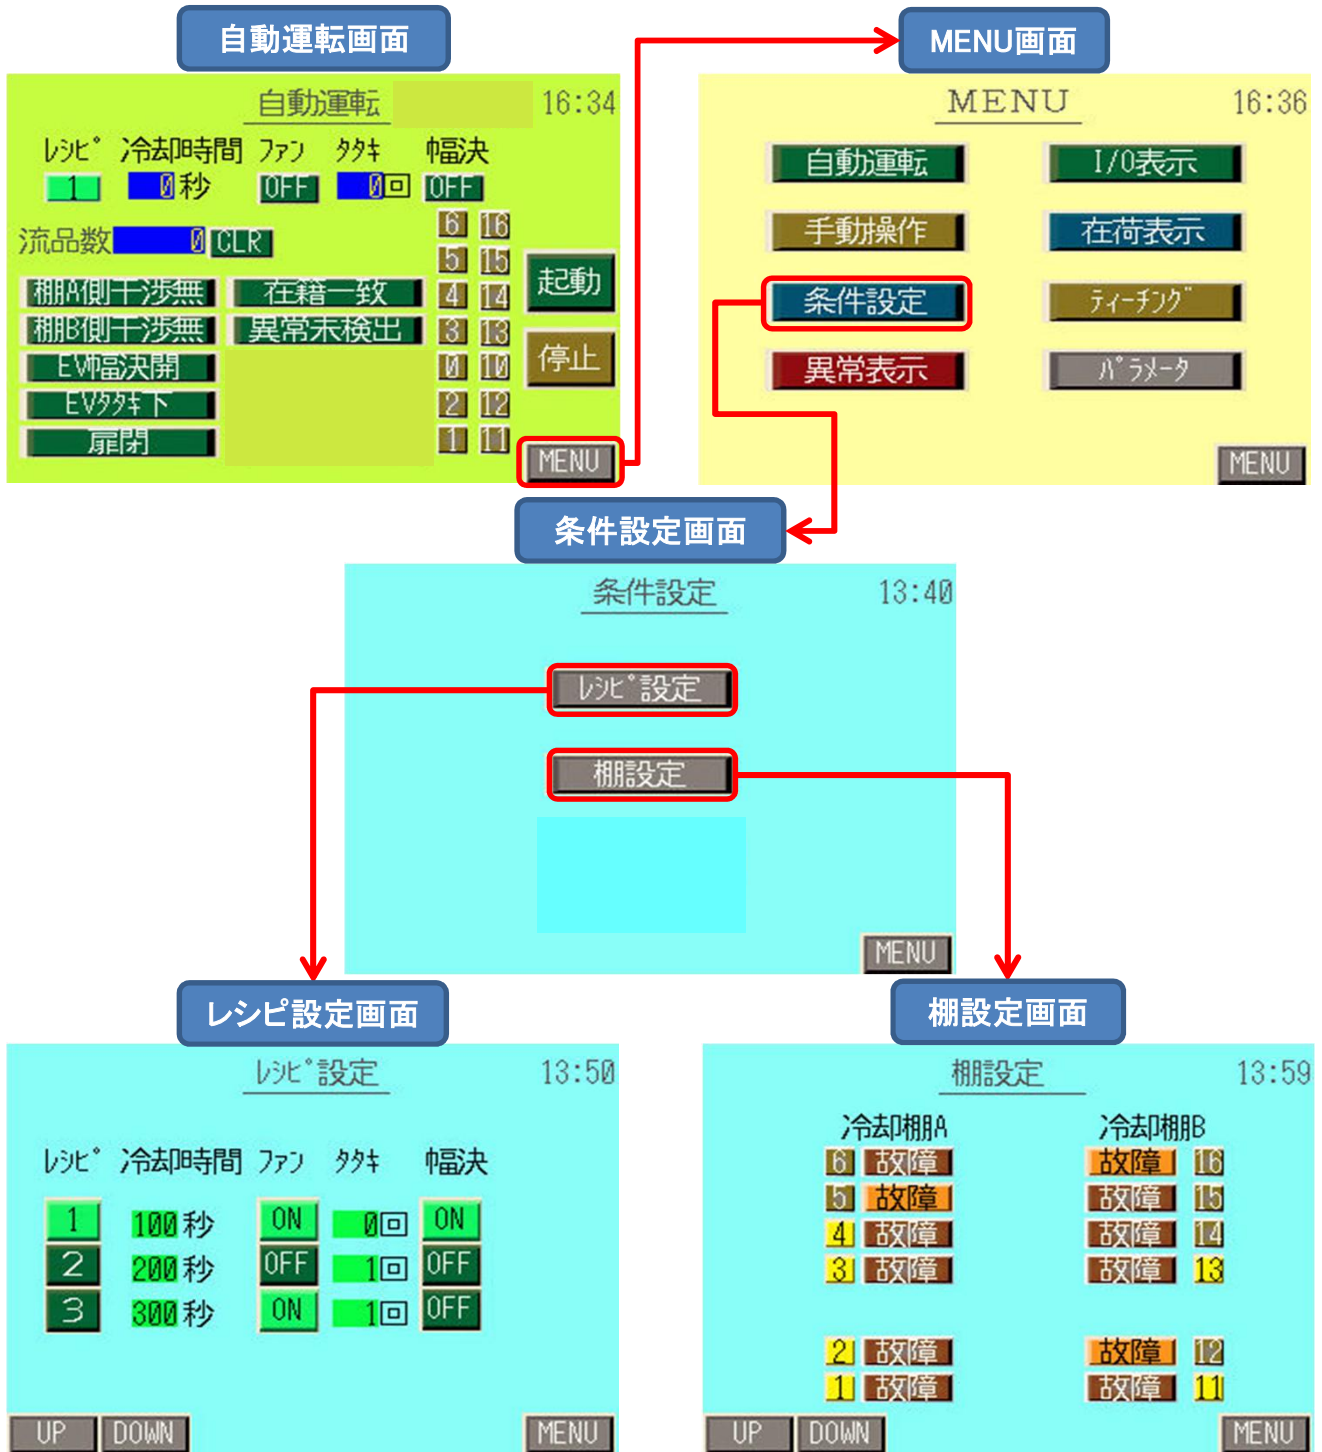 自動運転画面
自動運転 16:34
ﾚｼﾋﾟ 冷却時間 ファン タタキ 幅決
1 0秒 OFF 0回 OFF
流品数 0 CLR
6 16
5 15
4 14
3 13
0 10
2 12
1 11
棚A側干渉無 在籍一致
棚B側干渉無 異常未検出
EV幅決開
EVタタキ下
扉閉
起動
停止
MENU
MENU画面
MENU 16:36
自動運転 I/O表示
手動操作 在荷表示
条件設定 ティーチング
異常表示 ﾊﾟﾗﾒｰﾀ
MENU
条件設定画面
条件設定 13:40
ﾚｼﾋﾟ設定
棚設定
MENU
レシピ設定画面
ﾚｼﾋﾟ設定 13:50
ﾚｼﾋﾟ 冷却時間 ファン タタキ 幅決
1 100秒 ON 0回 ON
2 200秒 OFF 1回 OFF
3 300秒 ON 1回 OFF
UP DOWN MENU
棚設定画面
棚設定 13:59
冷却棚A 冷却棚B
6 故障 故障 16
5 故障 故障 15
4 故障 故障 14
3 故障 故障 13
2 故障 故障 12
1 故障 故障 11
UP DOWN MENU